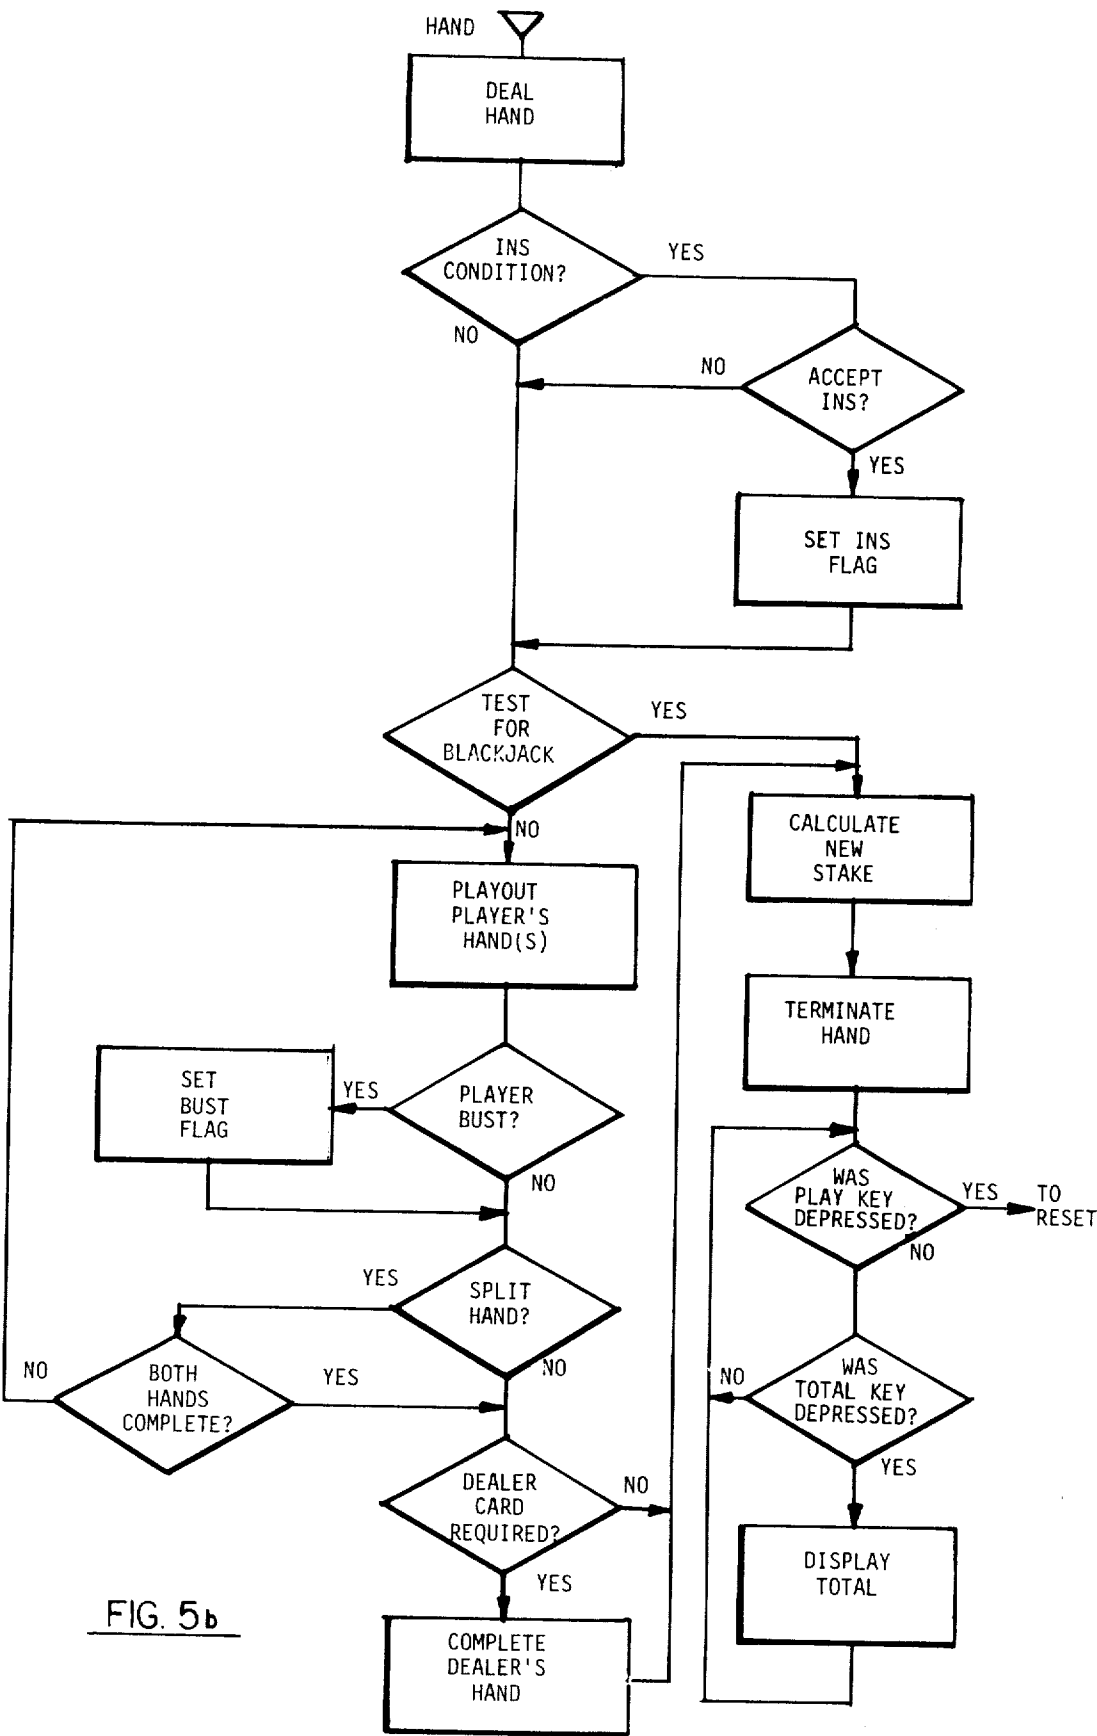 HAND
DEAL
HAND
INS
CONDITION?
YES
NO
NO
ACCEPT
INS?
YES
SET INS
FLAG
TEST
FOR
BLACKJACK
YES
NO
CALCULATE
NEW
STAKE
PLAYOUT
PLAYER'S
HAND(S)
TERMINATE
HAND
SET
BUST
FLAG
YES
PLAYER
BUST?
NO
WAS
PLAY KEY
DEPRESSED?
YES
TO
RESET
NO
YES
SPLIT
HAND?
NO
NO
BOTH
HANDS
COMPLETE?
YES
NO
WAS
TOTAL KEY
DEPRESSED?
YES
DEALER
CARD
REQUIRED?
NO
YES
DISPLAY
TOTAL
COMPLETE
DEALER'S
HAND
FIG. 5b